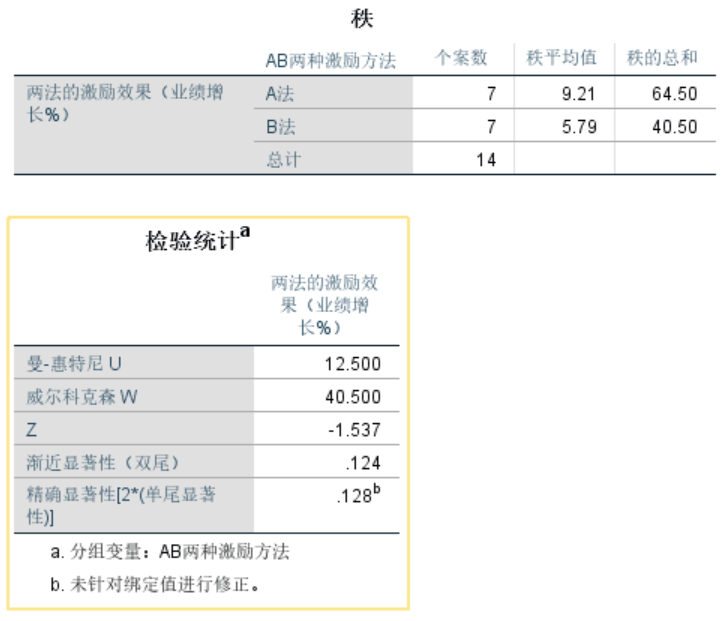 秩
AB两种激励方法 个案数 秩平均值 秩的总和
两法的激励效果（业绩增
长%）
A法 7 9.21 64.50
B法 7 5.79 40.50
总计 14
检验统计a
两法的激励效
果（业绩增
长%）
曼-惠特尼 U 12.500
威尔科克森 W 40.500
Z -1.537
渐近显著性（双尾） .124
精确显著性[2*(单尾显著
性)] .128b
a. 分组变量：AB两种激励方法
b. 未针对绑定值进行修正。